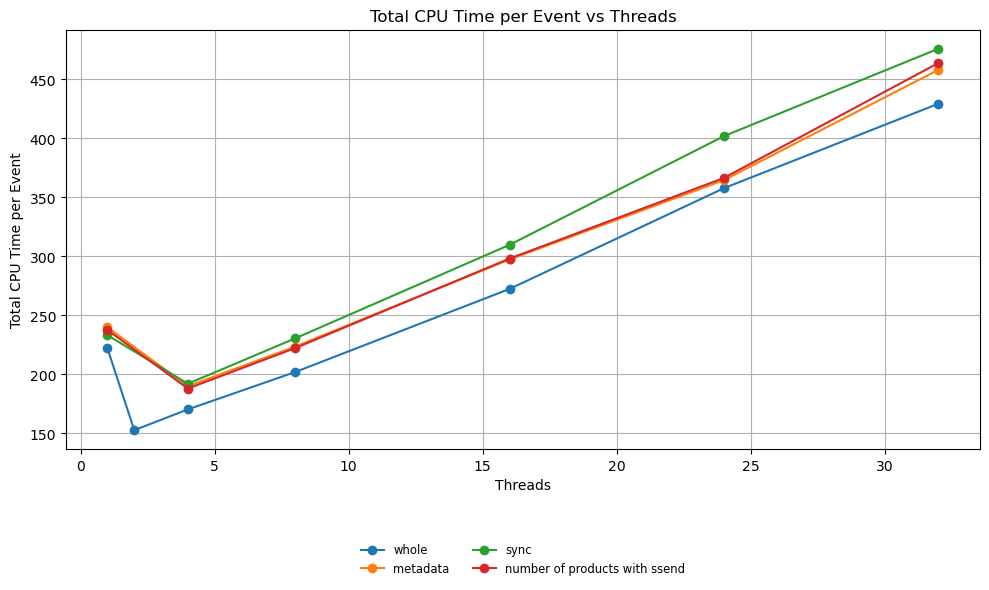 Total CPU Time per Event vs Threads
Total CPU Time per Event
450
400
350
300
250
200
150
0 5 10 15 20 25 30
Threads
whole sync
metadata number of products with ssend